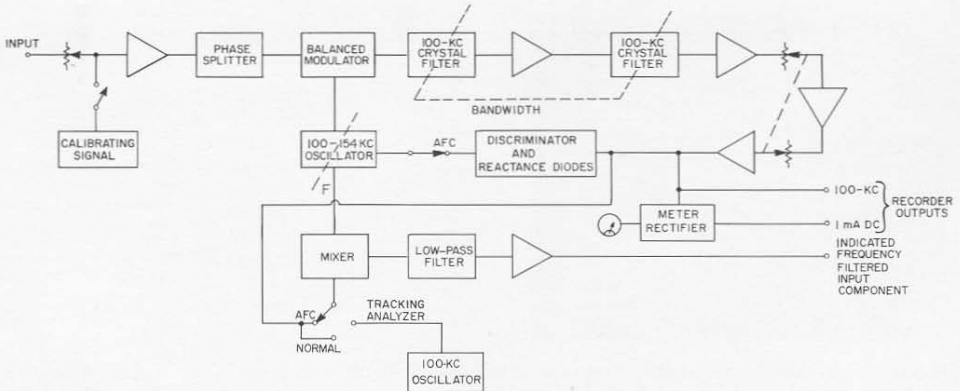 INPUT
PHASE
SPLITTER
BALANCED
MODULATOR
100-KC
CRYSTAL
FILTER
100-KC
CRYSTAL
FILTER
BANDWIDTH
CALIBRATING
SIGNAL
100-154 KC
OSCILLATOR
F
AFC
DISCRIMINATOR
AND
REACTANCE DIODES
METER
RECTIFIER
100-KC
1 mA DC
RECORDER
OUTPUTS
MIXER
LOW-PASS
FILTER
INDICATED
FREQUENCY
FILTERED
INPUT
COMPONENT
AFC
NORMAL
TRACKING
ANALYZER
100-KC
OSCILLATOR